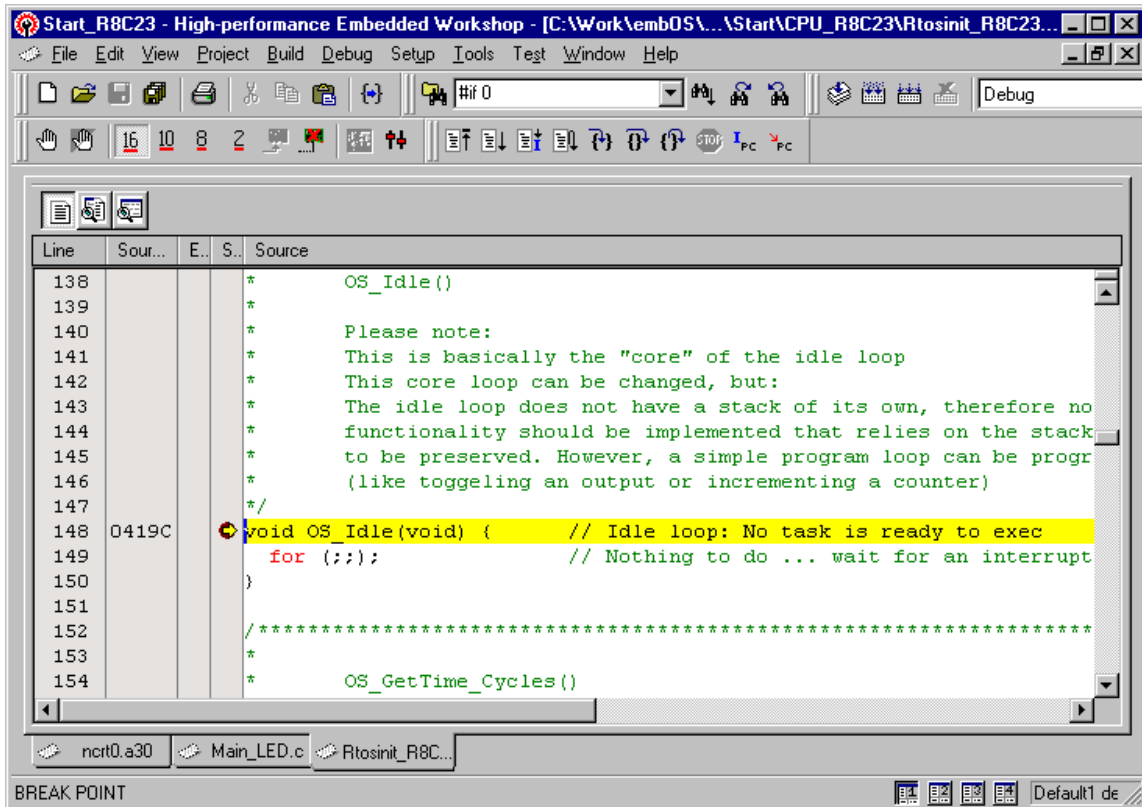 Start_R8C23 - High-performance Embedded Workshop - [C:\Work\embOS\...\Start\CPU_R8C23\Rtosinit_R8C23...
File Edit View Project Build Debug Setup Tools Test Window Help
#if 0
Debug
16 10 8 2 STOP I PC PC
Line Sour... E.. S.. Source
138 * OS_Idle()
139 *
140 * Please note:
141 * This is basically the "core" of the idle loop
142 * This core loop can be changed, but:
143 * The idle loop does not have a stack of its own, therefore no
144 * functionality should be implemented that relies on the stack
145 * to be preserved. However, a simple program loop can be progr
146 * (like toggeling an output or incrementing a counter)
147 */
148 0419C void OS_Idle(void) { // Idle loop: No task is ready to exec
149 for (;;); // Nothing to do ... wait for an interrupt
150 }
151
152 /*******************************************************************
153 *
154 * OS_GetTime_Cycles()
ncrt0.a30 Main_LED.c Rtosinit_R8C...
BREAK POINT 1 2 3 4 Default1 de